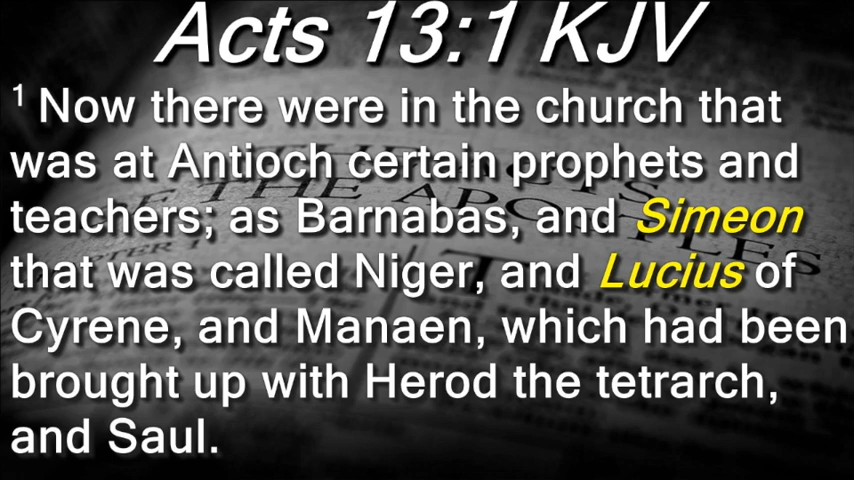 Acts 13:1 KJV
1 Now there were in the church that
was at Antioch certain prophets and
teachers; as Barnabas, and Simeon
that was called Niger, and Lucius of
Cyrene, and Manaen, which had been
brought up with Herod the tetrarch,
and Saul.